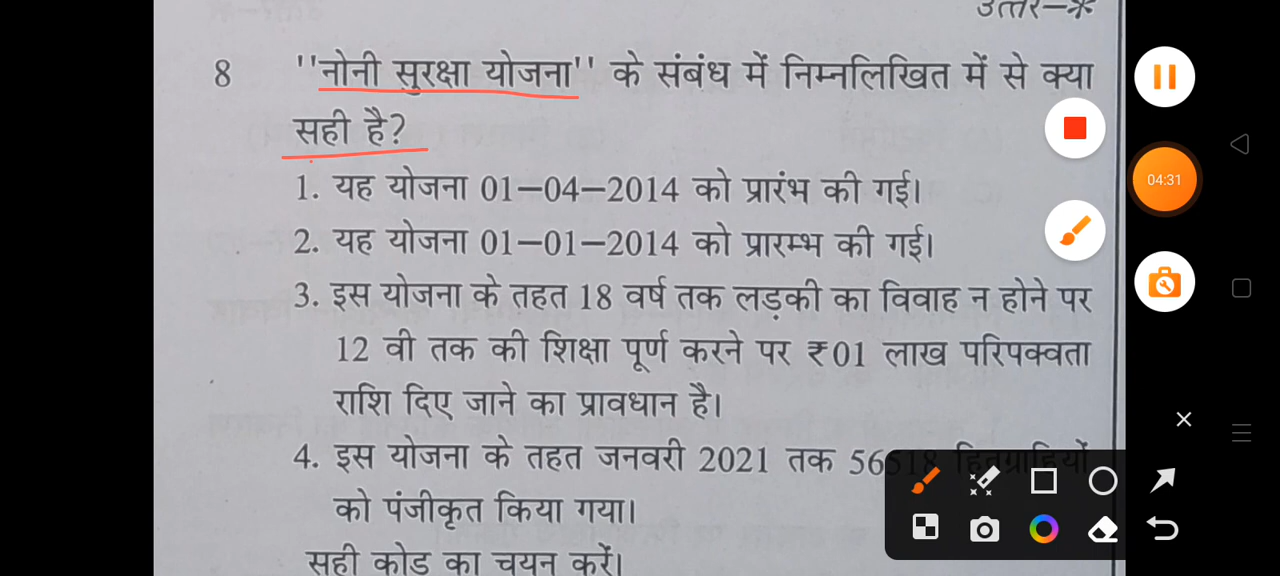 उत्तर–
8 ''नोनी सुरक्षा योजना'' के संबंध में निम्नलिखित में से क्या
सही है?
1. यह योजना 01–04–2014 को प्रारंभ की गई।
2. यह योजना 01–01–2014 को प्रारम्भ की गई।
3. इस योजना के तहत 18 वर्ष तक लड़की का विवाह न होने पर
12 वी तक की शिक्षा पूर्ण करने पर ₹01 लाख परिपक्वता
राशि दिए जाने का प्रावधान है।
4. इस योजना के तहत जनवरी 2021 तक 56518 हितग्राहियों
को पंजीकृत किया गया।
सही कोड का चयन करें।
04:31